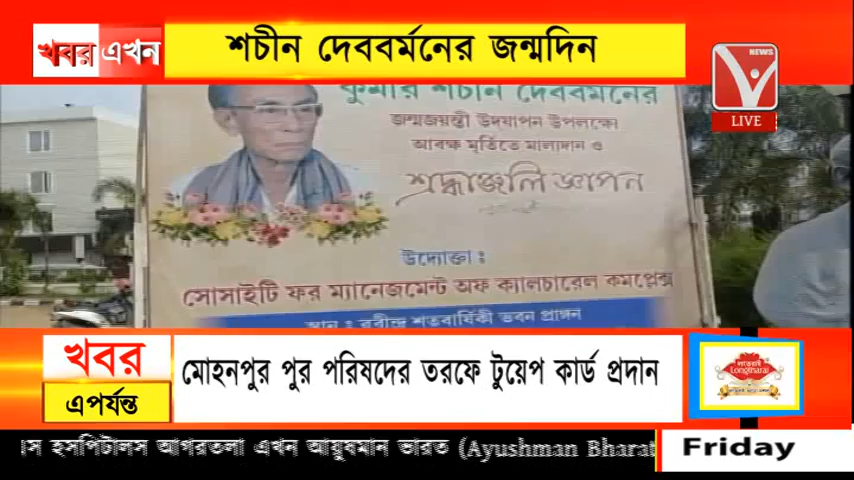 খবর এখন
শচীন দেববর্মনের জন্মদিন
NEWS
V
LIVE
কুমার শচীন দেববর্মনের
জন্মজয়ন্তী উদযাপন উপলক্ষ্যে
আবক্ষ মূর্তিতে মাল্যদান ও
শ্রদ্ধাঞ্জলি জ্ঞাপন
উদ্যোক্তা ঃ
সোসাইটি ফর ম্যানেজমেন্ট অফ ক্যালচারেল কমপ্লেক্স
স্থান ঃ রবীন্দ্র শতবার্ষিকী ভবন প্রাঙ্গন
খবর
এপর্যন্ত
মোহনপুর পুর পরিষদের তরফে টুয়েপ কার্ড প্রদান
Longtharai
হসপিটালস আগরতলা এখন আয়ুষমান ভারত (Ayushman Bharat
Friday